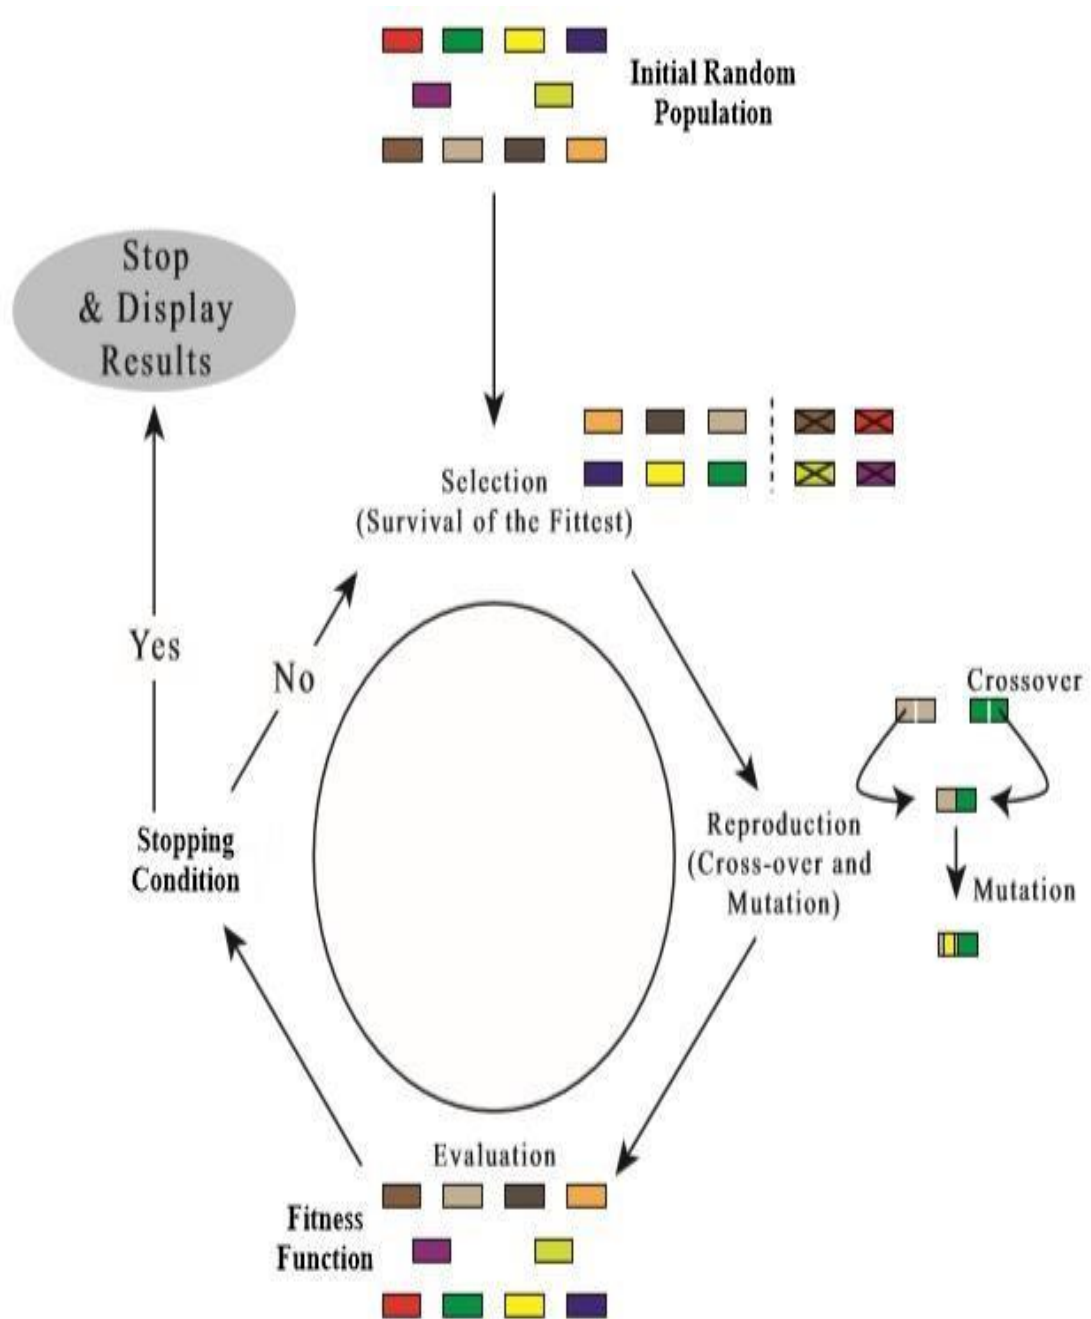 Initial Random
Population
Stop
& Display
Results
Selection
(Survival of the Fittest)
Yes
No
Crossover
Reproduction
(Cross-over and
Mutation)
Mutation
Stopping
Condition
Evaluation
Fitness
Function